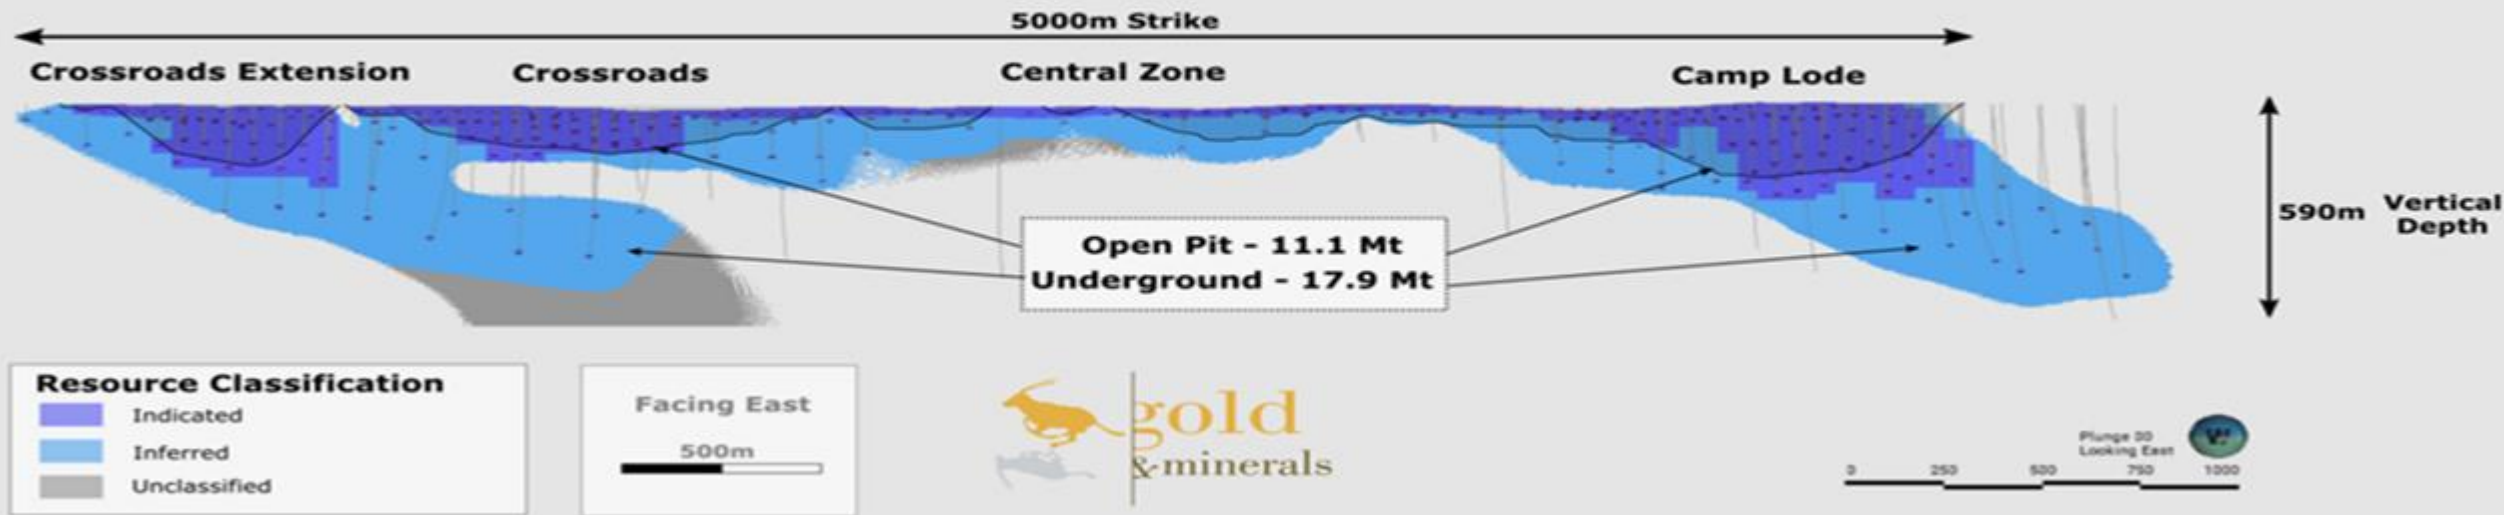 5000m Strike
Crossroads Extension
Crossroads
Central Zone
Camp Lode
590m
Vertical
Depth
Open Pit - 11.1 Mt
Underground - 17.9 Mt
Resource Classification
Indicated
Inferred
Unclassified
Facing East
500m
gold
&minerals
Plunge
Looking East
0 250 500 750 1000